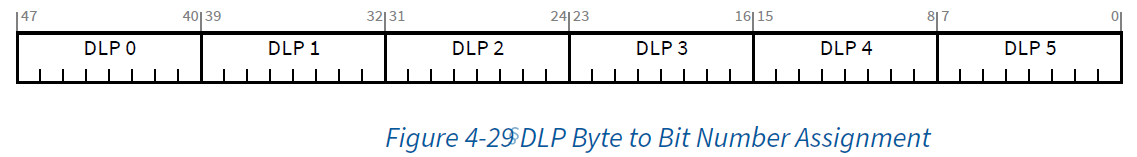 47 40 39 32 31 24 23 16 15 8 7 0
DLP 0 DLP 1 DLP 2 DLP 3 DLP 4 DLP 5
Figure 4-29 DLP Byte to Bit Number Assignment